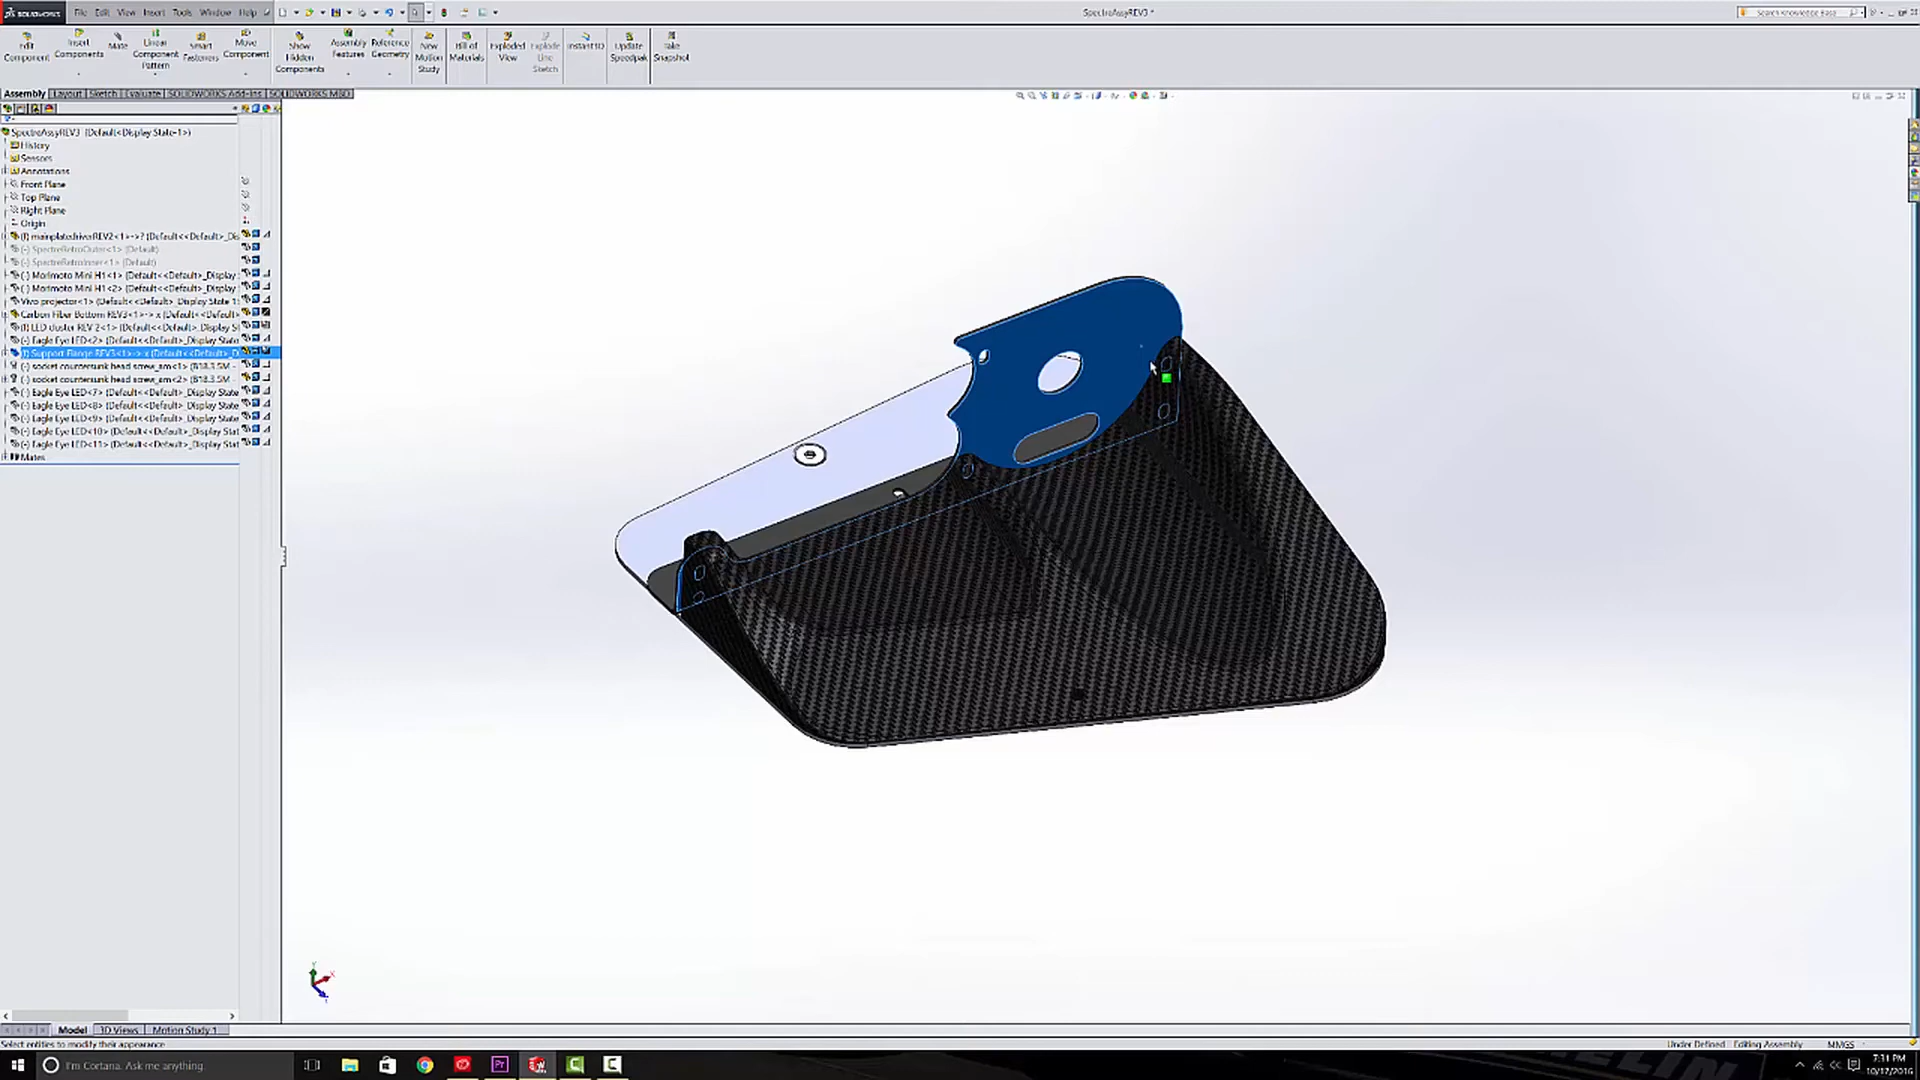 SOLIDWORKS File Edit View Insert Tools Window Help
SpectreAssyREV3 *
Search Knowledge Base
Edit Component
Insert Components
Mate
Linear Component Pattern
Smart Fasteners
Move Component
Show Hidden Components
Assembly Features
Reference Geometry
New Motion Study
Bill of Materials
Exploded View
Explode Line Sketch
Instant3D
Update Speedpak
Take Snapshot
Assembly Layout Sketch Evaluate SOLIDWORKS Add-Ins SOLIDWORKS MBD
SpectreAssyREV3 (Default<Display State-1>)
History
Sensors
Annotations
Front Plane
Top Plane
Right Plane
Origin
(f) mainplatedriverREV2<1>->? (Default<<Default>_Dis
(-) SpectreRetroOuter<1> (Default)
(-) SpectreRetroInner<1> (Default)
(-) Morimoto Mini H1<1> (Default<<Default>_Display
(-) Morimoto Mini H1<2> (Default<<Default>_Display
Vivo projector<1> (Default<<Default>_Display State 1
Carbon Fiber Bottom REV3<1>-> x (Default<<Default>
(f) LED cluster REV 2<1> (Default<<Default>_Display S
(-) Eagle Eye LED<2> (Default<<Default>_Display State
(f) Support Flange REV3<1>-> x (Default<<Default>_D
(-) socket countersunk head screw_am<1> (B18.3.5M -
(-) socket countersunk head screw_am<2> (B18.3.5M -
(-) Eagle Eye LED<7> (Default<<Default>_Display State
(-) Eagle Eye LED<8> (Default<<Default>_Display State
(-) Eagle Eye LED<9> (Default<<Default>_Display State
(-) Eagle Eye LED<10> (Default<<Default>_Display Stat
(-) Eagle Eye LED<11> (Default<<Default>_Display Stat
Mates
Model 3D Views Motion Study 1
Select entities to modify their appearance
Under Defined Editing Assembly MMGS
I'm Cortana. Ask me anything
Pr
7:31 PM
10/17/2016